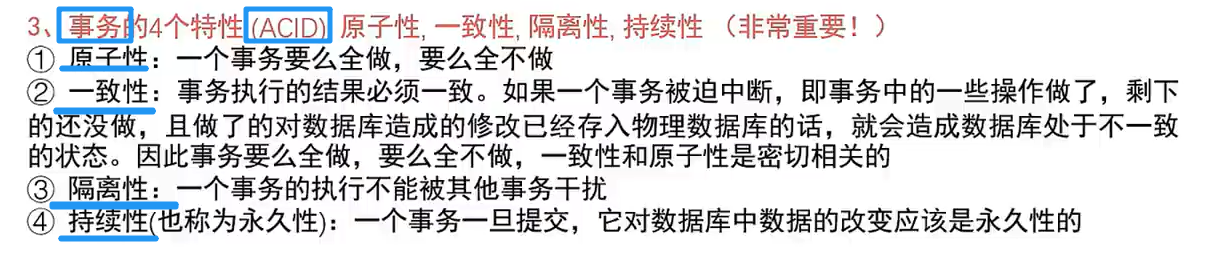 3、事务的4个特性 (ACID) 原子性, 一致性, 隔离性, 持续性 （非常重要！）
① 原子性：一个事务要么全做，要么全不做
② 一致性：事务执行的结果必须一致。如果一个事务被迫中断，即事务中的一些操作做了，剩下
的还没做，且做了的对数据库造成的修改已经存入物理数据库的话，就会造成数据库处于不一致
的状态。因此事务要么全做，要么全不做，一致性和原子性是密切相关的
③ 隔离性：一个事务的执行不能被其他事务干扰
④ 持续性(也称为永久性)：一个事务一旦提交，它对数据库中数据的改变应该是永久性的